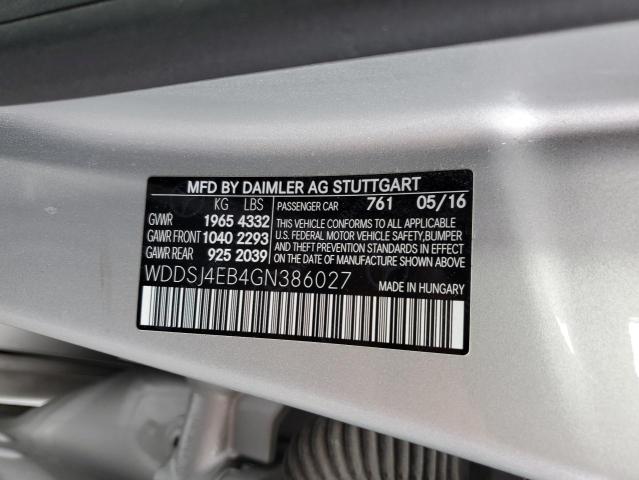 MFD BY DAIMLER AG STUTTGART
KG LBS PASSENGER CAR 761 05/16
GVWR 1965 4332
GAWR FRONT 1040 2293
GAWR REAR 925 2039
THIS VEHICLE CONFORMS TO ALL APPLICABLE
U.S. FEDERAL MOTOR VEHICLE SAFETY,BUMPER
AND THEFT PREVENTION STANDARDS IN EFFECT
ON THE DATE OF MANUFACTURE SHOWN ABOVE.
WDDSJ4EB4GN386027 MADE IN HUNGARY